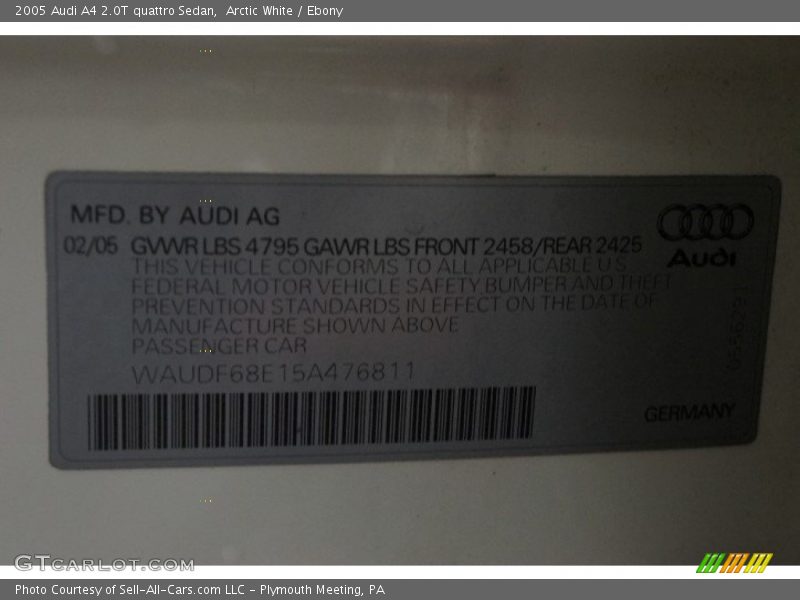 2005 Audi A4 2.0T quattro Sedan, Arctic White / Ebony
MFD. BY AUDI AG
02/05 GVWR LBS 4795 GAWR LBS FRONT 2458/REAR 2425
THIS VEHICLE CONFORMS TO ALL APPLICABLE U S
FEDERAL MOTOR VEHICLE SAFETY BUMPER AND THEFT
PREVENTION STANDARDS IN EFFECT ON THE DATE OF
MANUFACTURE SHOWN ABOVE
PASSENGER CAR
WAUDF68E15A476811
Audi
GERMANY
GTCARLOT.COM
Photo Courtesy of Sell-All-Cars.com LLC - Plymouth Meeting, PA